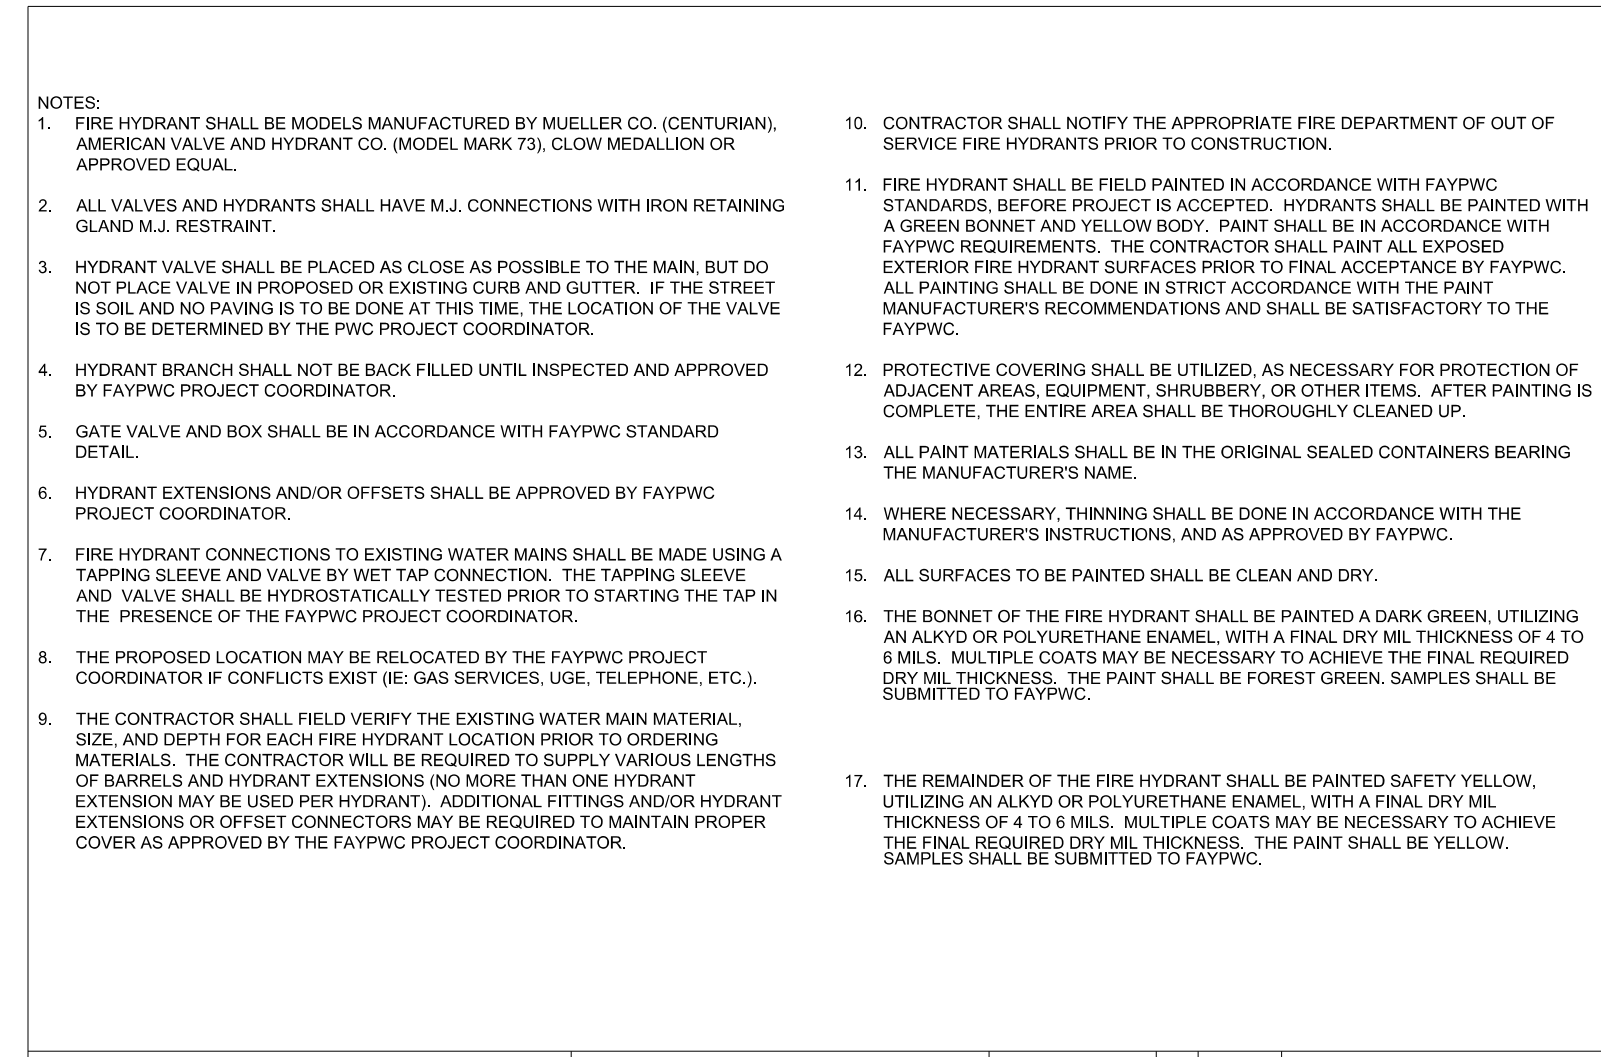 NOTES:
1. FIRE HYDRANT SHALL BE MODELS MANUFACTURED BY MUELLER CO. (CENTURIAN),
AMERICAN VALVE AND HYDRANT CO. (MODEL MARK 73), CLOW MEDALLION OR
APPROVED EQUAL.
2. ALL VALVES AND HYDRANTS SHALL HAVE M.J. CONNECTIONS WITH IRON RETAINING
GLAND M.J. RESTRAINT.
3. HYDRANT VALVE SHALL BE PLACED AS CLOSE AS POSSIBLE TO THE MAIN, BUT DO
NOT PLACE VALVE IN PROPOSED OR EXISTING CURB AND GUTTER. IF THE STREET
IS SOIL AND NO PAVING IS TO BE DONE AT THIS TIME, THE LOCATION OF THE VALVE
IS TO BE DETERMINED BY THE PWC PROJECT COORDINATOR.
4. HYDRANT BRANCH SHALL NOT BE BACK FILLED UNTIL INSPECTED AND APPROVED
BY FAYPWC PROJECT COORDINATOR.
5. GATE VALVE AND BOX SHALL BE IN ACCORDANCE WITH FAYPWC STANDARD
DETAIL.
6. HYDRANT EXTENSIONS AND/OR OFFSETS SHALL BE APPROVED BY FAYPWC
PROJECT COORDINATOR.
7. FIRE HYDRANT CONNECTIONS TO EXISTING WATER MAINS SHALL BE MADE USING A
TAPPING SLEEVE AND VALVE BY WET TAP CONNECTION. THE TAPPING SLEEVE
AND VALVE SHALL BE HYDROSTATICALLY TESTED PRIOR TO STARTING THE TAP IN
THE PRESENCE OF THE FAYPWC PROJECT COORDINATOR.
8. THE PROPOSED LOCATION MAY BE RELOCATED BY THE FAYPWC PROJECT
COORDINATOR IF CONFLICTS EXIST (IE: GAS SERVICES, UGE, TELEPHONE, ETC.).
9. THE CONTRACTOR SHALL FIELD VERIFY THE EXISTING WATER MAIN MATERIAL,
SIZE, AND DEPTH FOR EACH FIRE HYDRANT LOCATION PRIOR TO ORDERING
MATERIALS. THE CONTRACTOR WILL BE REQUIRED TO SUPPLY VARIOUS LENGTHS
OF BARRELS AND HYDRANT EXTENSIONS (NO MORE THAN ONE HYDRANT
EXTENSION MAY BE USED PER HYDRANT). ADDITIONAL FITTINGS AND/OR HYDRANT
EXTENSIONS OR OFFSET CONNECTORS MAY BE REQUIRED TO MAINTAIN PROPER
COVER AS APPROVED BY THE FAYPWC PROJECT COORDINATOR.
10. CONTRACTOR SHALL NOTIFY THE APPROPRIATE FIRE DEPARTMENT OF OUT OF
SERVICE FIRE HYDRANTS PRIOR TO CONSTRUCTION.
11. FIRE HYDRANT SHALL BE FIELD PAINTED IN ACCORDANCE WITH FAYPWC
STANDARDS, BEFORE PROJECT IS ACCEPTED. HYDRANTS SHALL BE PAINTED WITH
A GREEN BONNET AND YELLOW BODY. PAINT SHALL BE IN ACCORDANCE WITH
FAYPWC REQUIREMENTS. THE CONTRACTOR SHALL PAINT ALL EXPOSED
EXTERIOR FIRE HYDRANT SURFACES PRIOR TO FINAL ACCEPTANCE BY FAYPWC.
ALL PAINTING SHALL BE DONE IN STRICT ACCORDANCE WITH THE PAINT
MANUFACTURER'S RECOMMENDATIONS AND SHALL BE SATISFACTORY TO THE
FAYPWC.
12. PROTECTIVE COVERING SHALL BE UTILIZED, AS NECESSARY FOR PROTECTION OF
ADJACENT AREAS, EQUIPMENT, SHRUBBERY, OR OTHER ITEMS. AFTER PAINTING IS
COMPLETE, THE ENTIRE AREA SHALL BE THOROUGHLY CLEANED UP.
13. ALL PAINT MATERIALS SHALL BE IN THE ORIGINAL SEALED CONTAINERS BEARING
THE MANUFACTURER'S NAME.
14. WHERE NECESSARY, THINNING SHALL BE DONE IN ACCORDANCE WITH THE
MANUFACTURER'S INSTRUCTIONS, AND AS APPROVED BY FAYPWC.
15. ALL SURFACES TO BE PAINTED SHALL BE CLEAN AND DRY.
16. THE BONNET OF THE FIRE HYDRANT SHALL BE PAINTED A DARK GREEN, UTILIZING
AN ALKYD OR POLYURETHANE ENAMEL, WITH A FINAL DRY MIL THICKNESS OF 4 TO
6 MILS. MULTIPLE COATS MAY BE NECESSARY TO ACHIEVE THE FINAL REQUIRED
DRY MIL THICKNESS. THE PAINT SHALL BE FOREST GREEN. SAMPLES SHALL BE
SUBMITTED TO FAYPWC.
17. THE REMAINDER OF THE FIRE HYDRANT SHALL BE PAINTED SAFETY YELLOW,
UTILIZING AN ALKYD OR POLYURETHANE ENAMEL, WITH A FINAL DRY MIL
THICKNESS OF 4 TO 6 MILS. MULTIPLE COATS MAY BE NECESSARY TO ACHIEVE
THE FINAL REQUIRED DRY MIL THICKNESS. THE PAINT SHALL BE YELLOW.
SAMPLES SHALL BE SUBMITTED TO FAYPWC.